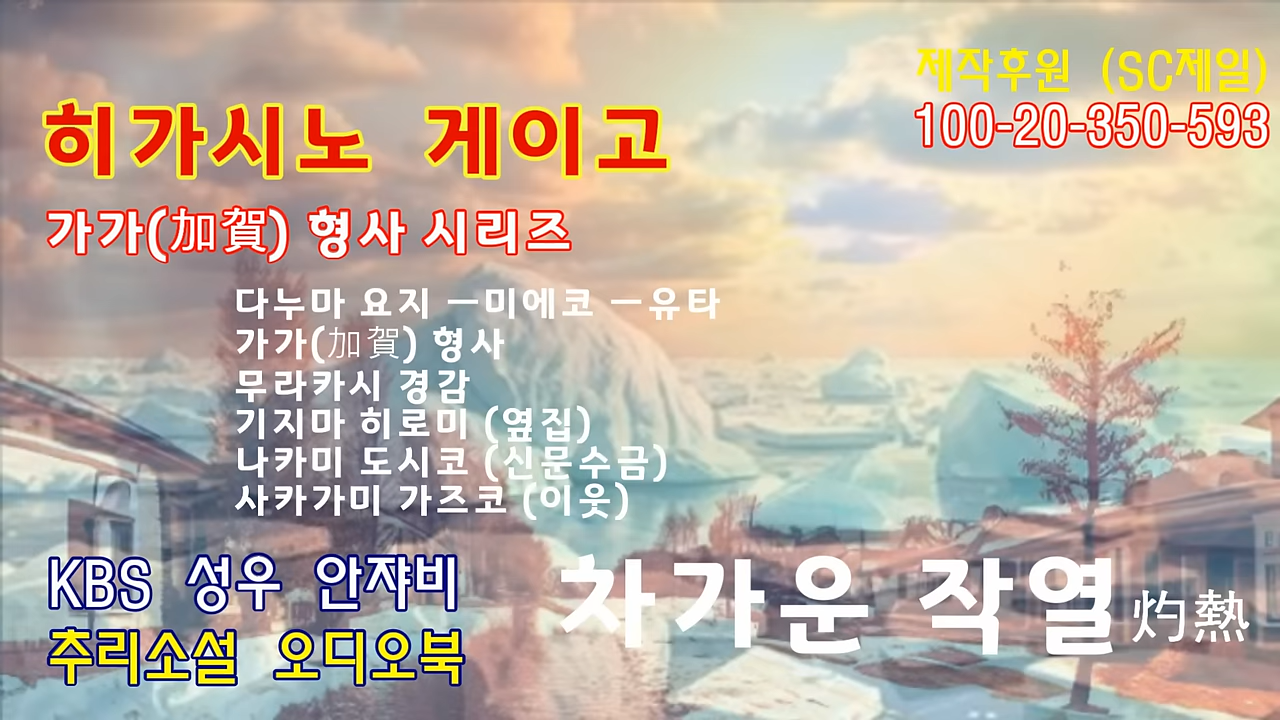 제작후원 (SC제일)
100-20-350-593
히가시노 게이고
가가(加賀) 형사 시리즈
다누마 요지 ㅡ미에코 ㅡ유타
가가(加賀) 형사
무라카시 경감
기지마 히로미 (옆집)
나카미 도시코 (신문수금)
사카가미 가즈코 (이웃)
KBS 성우 안쟈비
추리소설 오디오북
차가운 작열 灼熱